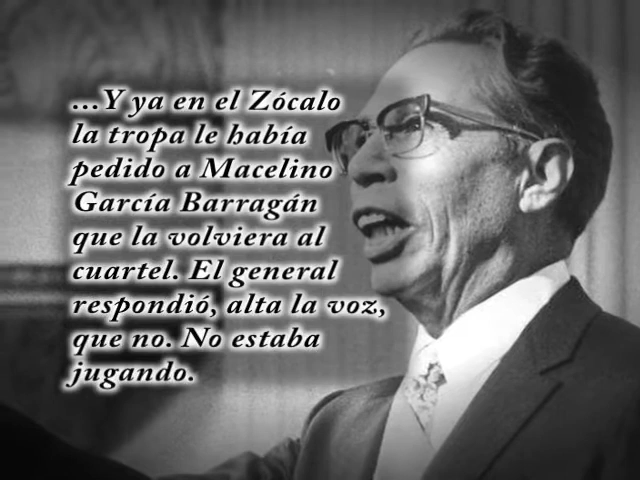 ...Y ya en el Zócalo
la tropa le había
pedido a Macelino
García Barragán
que la volviera al
cuartel. El general
respondió, alta la voz,
que no. No estaba
jugando.